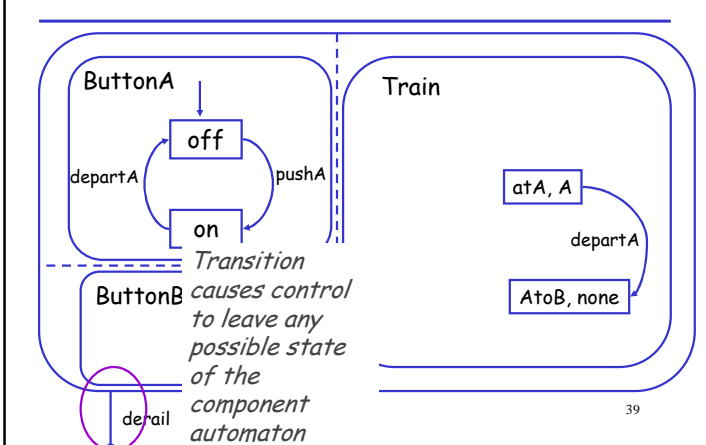 ButtonA
Train
off
departA
pushA
atA, A
on
departA
Transition
causes control
to leave any
possible state
of the
component
automaton
ButtonB
AtoB, none
derail
39